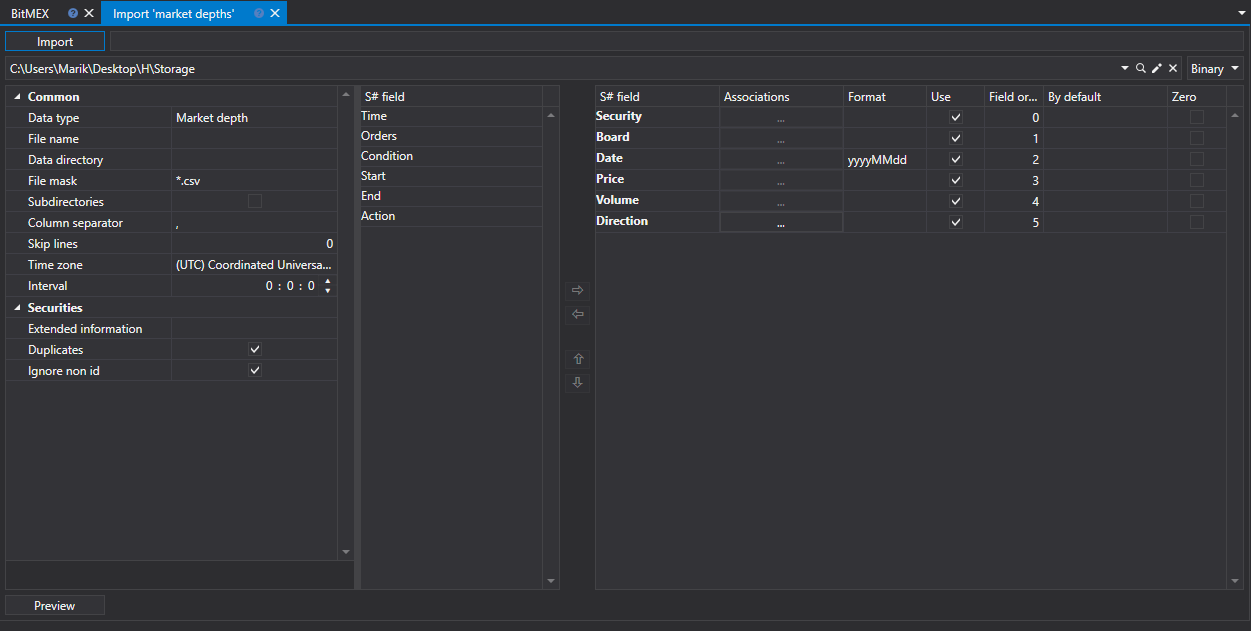 BitMEX Import 'market depths'
Import
C:\Users\Marik\Desktop\H\Storage Binary
Common
Data type Market depth
File name
Data directory
File mask *.csv
Subdirectories
Column separator ,
Skip lines 0
Time zone (UTC) Coordinated Universa...
Interval 0 : 0 : 0
Securities
Extended information
Duplicates
Ignore non id
S# field
Time
Orders
Condition
Start
End
Action
S# field Associations Format Use Field or... By default Zero
Security ... 0
Board ... 1
Date ... yyyyMMdd 2
Price ... 3
Volume ... 4
Direction ... 5
Preview